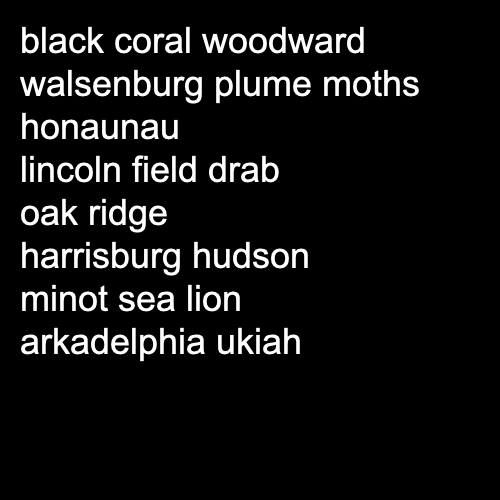 black coral woodward
walsenburg plume moths
honaunau
lincoln field drab
oak ridge
harrisburg hudson
minot sea lion
arkadelphia ukiah